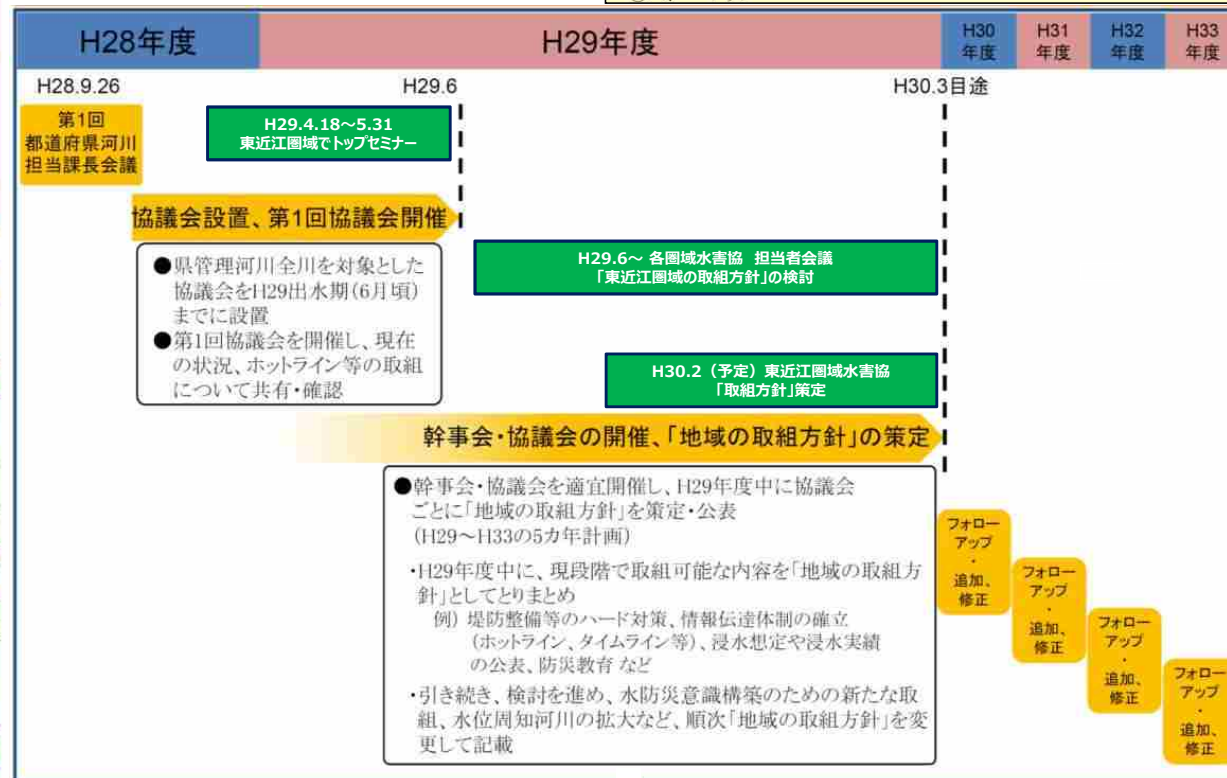 H28年度
H29年度
H30
年度
H31
年度
H32
年度
H33
年度
H28.9.26
H29.6
H30.3目途
第1回
都道府県河川
担当課長会議
H29.4.18～5.31
東近江圏域でトップセミナー
協議会設置、第1回協議会開催
●県管理河川全川を対象とした
協議会をH29出水期(6月頃)
までに設置
●第1回協議会を開催し、現在
の状況、ホットライン等の取組
について共有・確認
H29.6～ 各圏域水害協 担当者会議
「東近江圏域の取組方針」の検討
H30.2（予定）東近江圏域水害協
「取組方針」策定
幹事会・協議会の開催、「地域の取組方針」の策定
●幹事会・協議会を適宜開催し、H29年度中に協議会
ごとに「地域の取組方針」を策定・公表
(H29～H33の5カ年計画)
・H29年度中に、現段階で取組可能な内容を「地域の取組方
針」としてとりまとめ
例）堤防整備等のハード対策、情報伝達体制の確立
(ホットライン、タイムライン等)、浸水想定や浸水実績
の公表、防災教育 など
・引き続き、検討を進め、水防災意識構築のための新たな取
組、水位周知河川の拡大など、順次「地域の取組方針」を変
更して記載
フォロー
アップ
・
追加、
修正
フォロー
アップ
・
追加、
修正
フォロー
アップ
・
追加、
修正
フォロー
アップ
・
追加、
修正